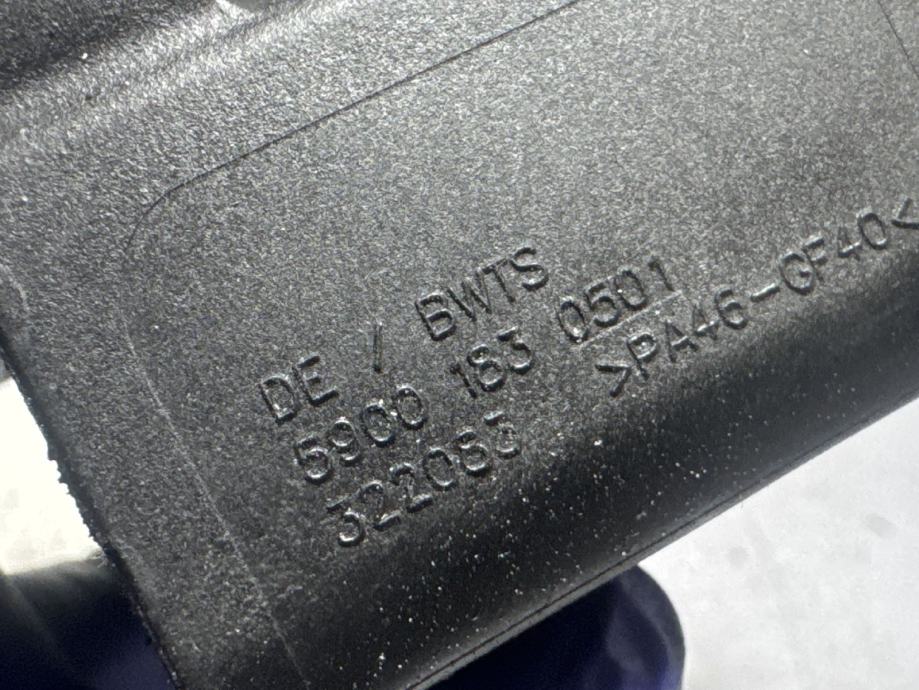 DE / BWTS
5900 183 0501
322083 >PA46-GF40<